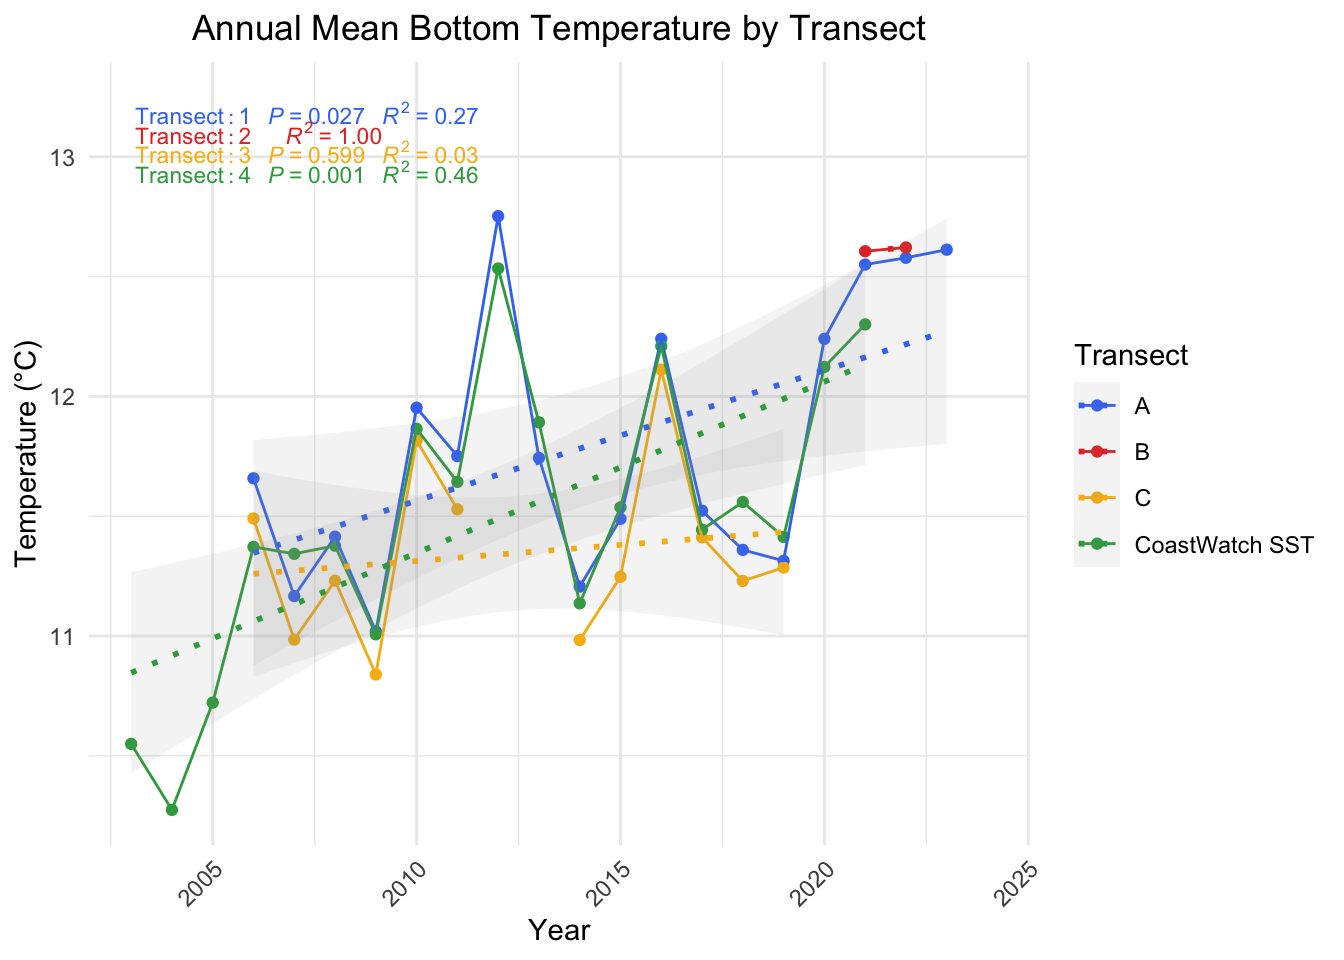 Annual Mean Bottom Temperature by Transect
Transect: 1 P = 0.027 R² = 0.27
Transect: 2 R² = 1.00
Transect: 3 P = 0.599 R² = 0.03
Transect: 4 P = 0.001 R² = 0.46
13
12
11
Temperature (°C)
2005
2010
2015
2020
2025
Year
Transect
A
B
C
CoastWatch SST